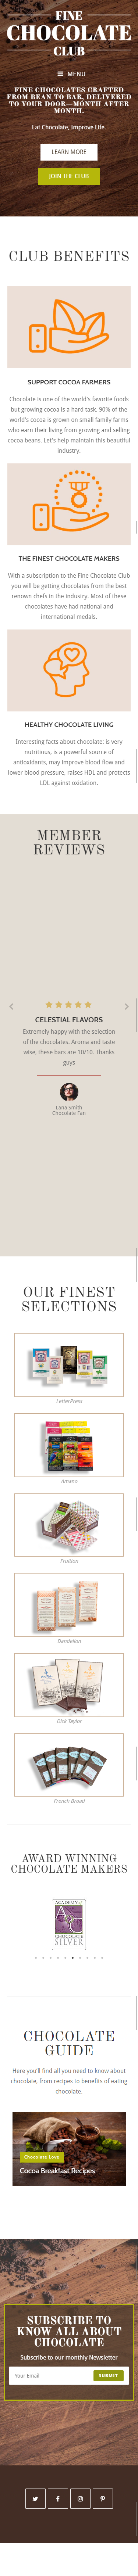 FINE
CHOCOLATE
CLUB
MENU
FINE CHOCOLATES CRAFTED
FROM BEAN TO BAR, DELIVERED
TO YOUR DOOR—MONTH AFTER
MONTH.
Eat Chocolate, Improve Life.
LEARN MORE
JOIN THE CLUB
CLUB BENEFITS
SUPPORT COCOA FARMERS
Chocolate is one of the world's favorite foods
but growing cocoa is a hard task. 90% of the
world's cocoa is grown on small family farms
who earn their living from growing and selling
cocoa beans. Let's help maintain this beautiful
industry.
THE FINEST CHOCOLATE MAKERS
With a subscription to the Fine Chocolate Club
you will be getting chocolates from the best
renown chefs in the industry. Most of these
chocolates have had national and
international medals.
HEALTHY CHOCOLATE LIVING
Interesting facts about chocolate: is very
nutritious, is a powerful source of
antioxidants, may improve blood flow and
lower blood pressure, raises HDL and protects
LDL against oxidation.
MEMBER
REVIEWS
CELESTIAL FLAVORS
Extremely happy with the selection
of the chocolates. Aroma and taste
wise, these bars are 10/10. Thanks
guys
Lana Smith
Chocolate Fan
OUR FINEST
SELECTIONS
LetterPress
Amano
Fruition
Dandelion
Dick Taylor
French Broad
AWARD WINNING
CHOCOLATE MAKERS
ACADEMY OF
CHOCOLATE
SILVER
CHOCOLATE
GUIDE
Here you'll find all you need to know about
chocolate, from recipes to benefits of eating
chocolate.
Chocolate Love
Cocoa Breakfast Recipes
SUBSCRIBE TO
KNOW ALL ABOUT
CHOCOLATE
Subscribe to our monthly Newsletter
Your Email
SUBMIT